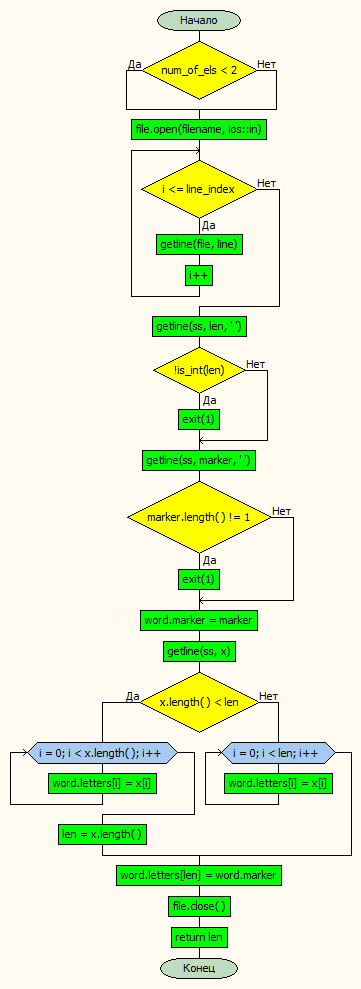 Начало
Да
Нет
num_of_els < 2
file.open(filename, ios::in)
Нет
i <= line_index
Да
getline(file, line)
i++
getline(ss, len, ' ')
Нет
!is_int(len)
Да
exit(1)
getline(ss, marker, ' ')
Нет
marker.length() != 1
Да
exit(1)
word.marker = marker
getline(ss, x)
Да
Нет
x.length() < len
i = 0; i < x.length(); i++
i = 0; i < len; i++
word.letters[i] = x[i]
word.letters[i] = x[i]
len = x.length()
word.letters[len] = word.marker
file.close()
return len
Конец